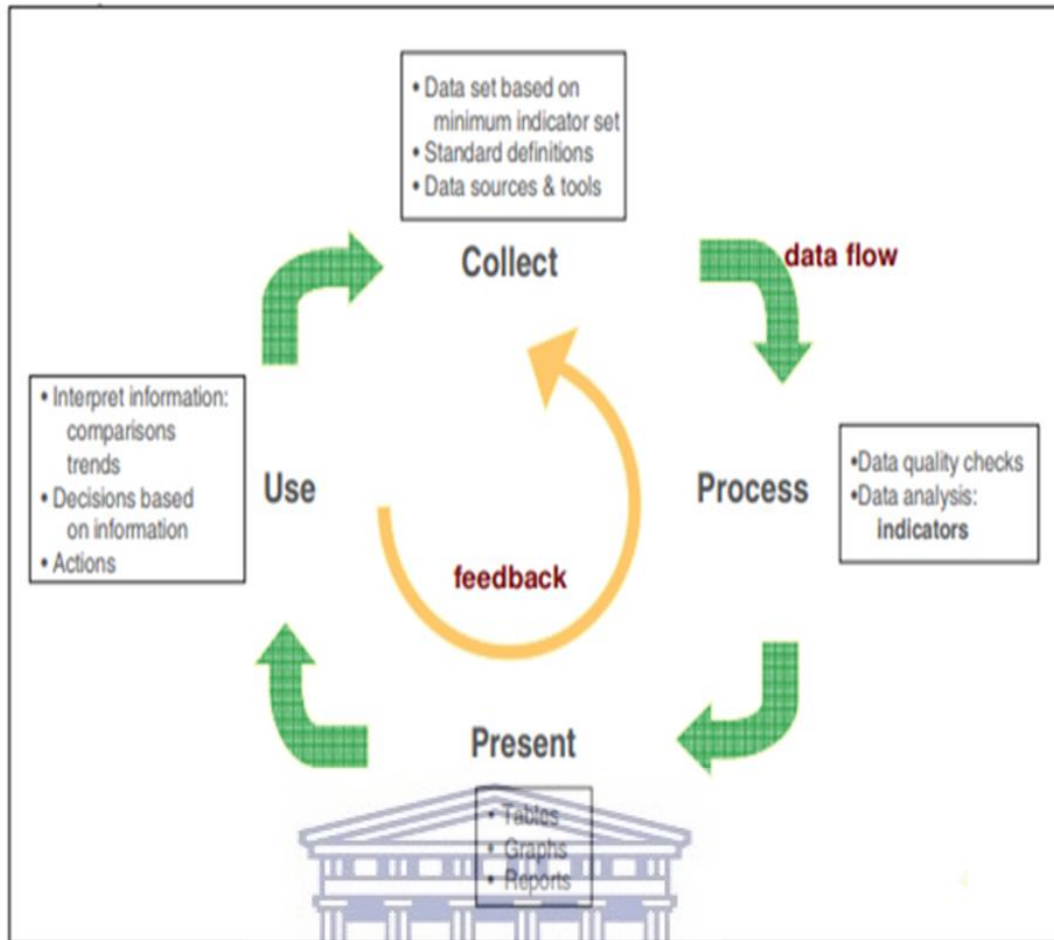 • Data set based on
minimum indicator set
• Standard definitions
• Data sources & tools
Collect
data flow
• Interpret information:
comparisons
trends
• Decisions based
on information
• Actions
Use
Process
•Data quality checks
•Data analysis:
indicators
feedback
Present
• Tables
• Graphs
• Reports